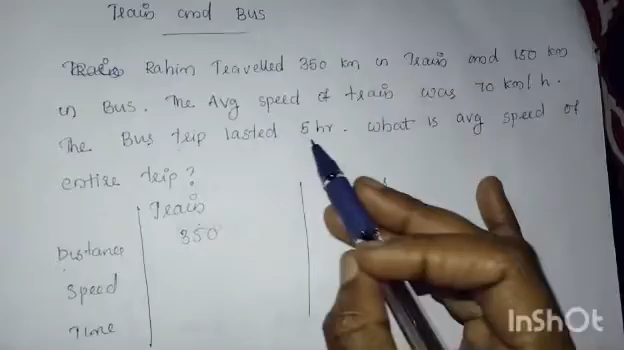 Train and Bus
Rahim Travelled 350 km in Train and 150 km
in Bus. The Avg speed of train was 70 km/h.
The Bus trip lasted 5 hr. what is avg speed of
entire trip?
Train
Distance 350
Speed
Time
InShOt